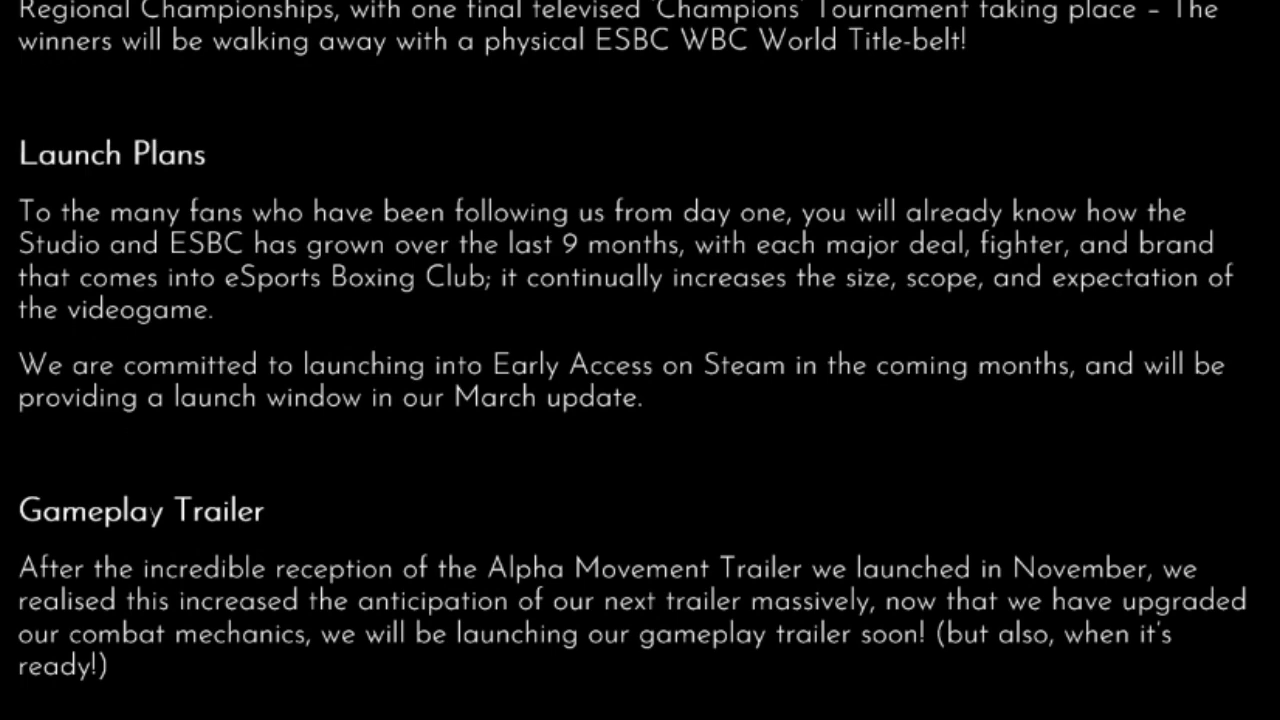 Regional Championships, with one final televised 'Champions' Tournament taking place – The
winners will be walking away with a physical ESBC WBC World Title-belt!
Launch Plans
To the many fans who have been following us from day one, you will already know how the
Studio and ESBC has grown over the last 9 months, with each major deal, fighter, and brand
that comes into eSports Boxing Club; it continually increases the size, scope, and expectation of
the videogame.
We are committed to launching into Early Access on Steam in the coming months, and will be
providing a launch window in our March update.
Gameplay Trailer
After the incredible reception of the Alpha Movement Trailer we launched in November, we
realised this increased the anticipation of our next trailer massively, now that we have upgraded
our combat mechanics, we will be launching our gameplay trailer soon! (but also, when it's
ready!)